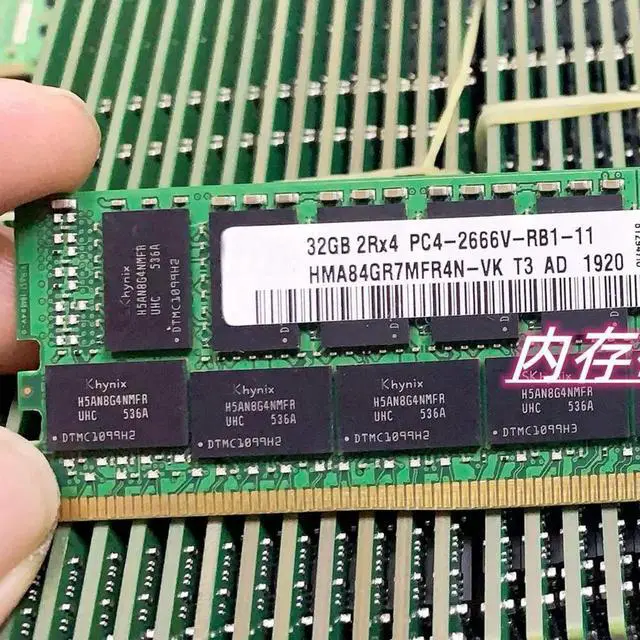 32GB 2Rx4 PC4-2666V-RB1-11
HMA84GR7MFR4N-VK T3 AD 1920
khynix
H5AN8G4NMFR
UHC 536A
DTMC1099H2
内存
khynix
H5AN8G4NMFR
UHC 536A
DTMC1099H2
khynix
H5AN8G4NMFR
UHC 536A
DTMC1099H2
khynix
H5AN8G4NMFR
UHC 536A
DTMC1099H2
SKhynix
H5AN8G4NMFR
UHC 536A
DTMC1099H3